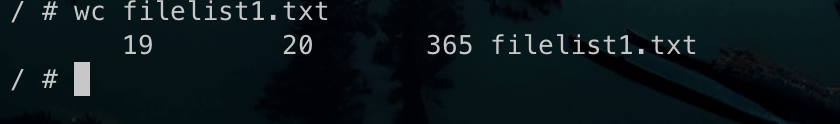 / # wc filelist1.txt
19 20 365 filelist1.txt
/ #